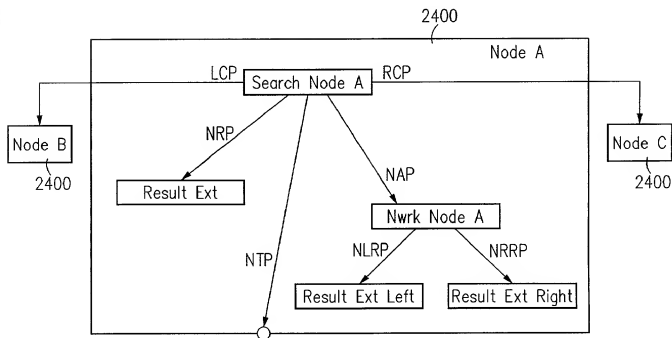 2400
Node A
LCP
Search Node A
RCP
Node B
2400
Node C
2400
NRP
Result Ext
NAP
Nwrk Node A
NTP
NLRP
NRRP
Result Ext Left
Result Ext Right